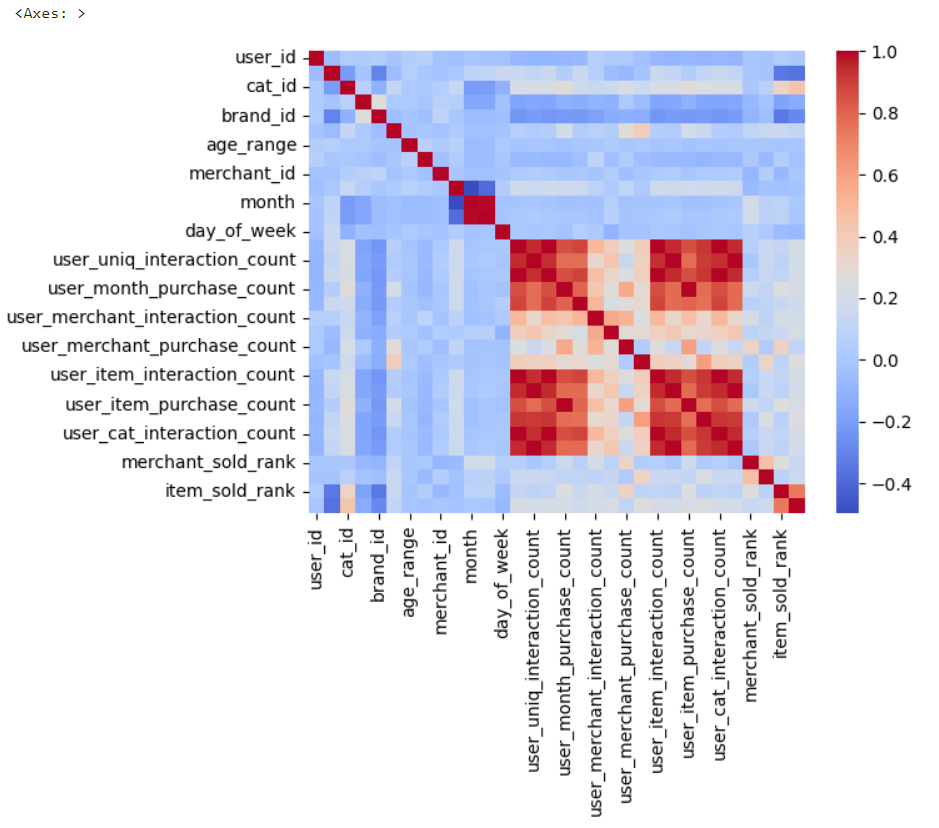 <Axes: >
user_id
cat_id
brand_id
age_range
merchant_id
month
day_of_week
user_uniq_interaction_count
user_month_purchase_count
user_merchant_interaction_count
user_merchant_purchase_count
user_item_interaction_count
user_item_purchase_count
user_cat_interaction_count
merchant_sold_rank
item_sold_rank
1.0
0.8
0.6
0.4
0.2
0.0
−0.2
−0.4
user_id
cat_id
brand_id
age_range
merchant_id
month
day_of_week
user_uniq_interaction_count
user_month_purchase_count
user_merchant_interaction_count
user_merchant_purchase_count
user_item_interaction_count
user_item_purchase_count
user_cat_interaction_count
merchant_sold_rank
item_sold_rank